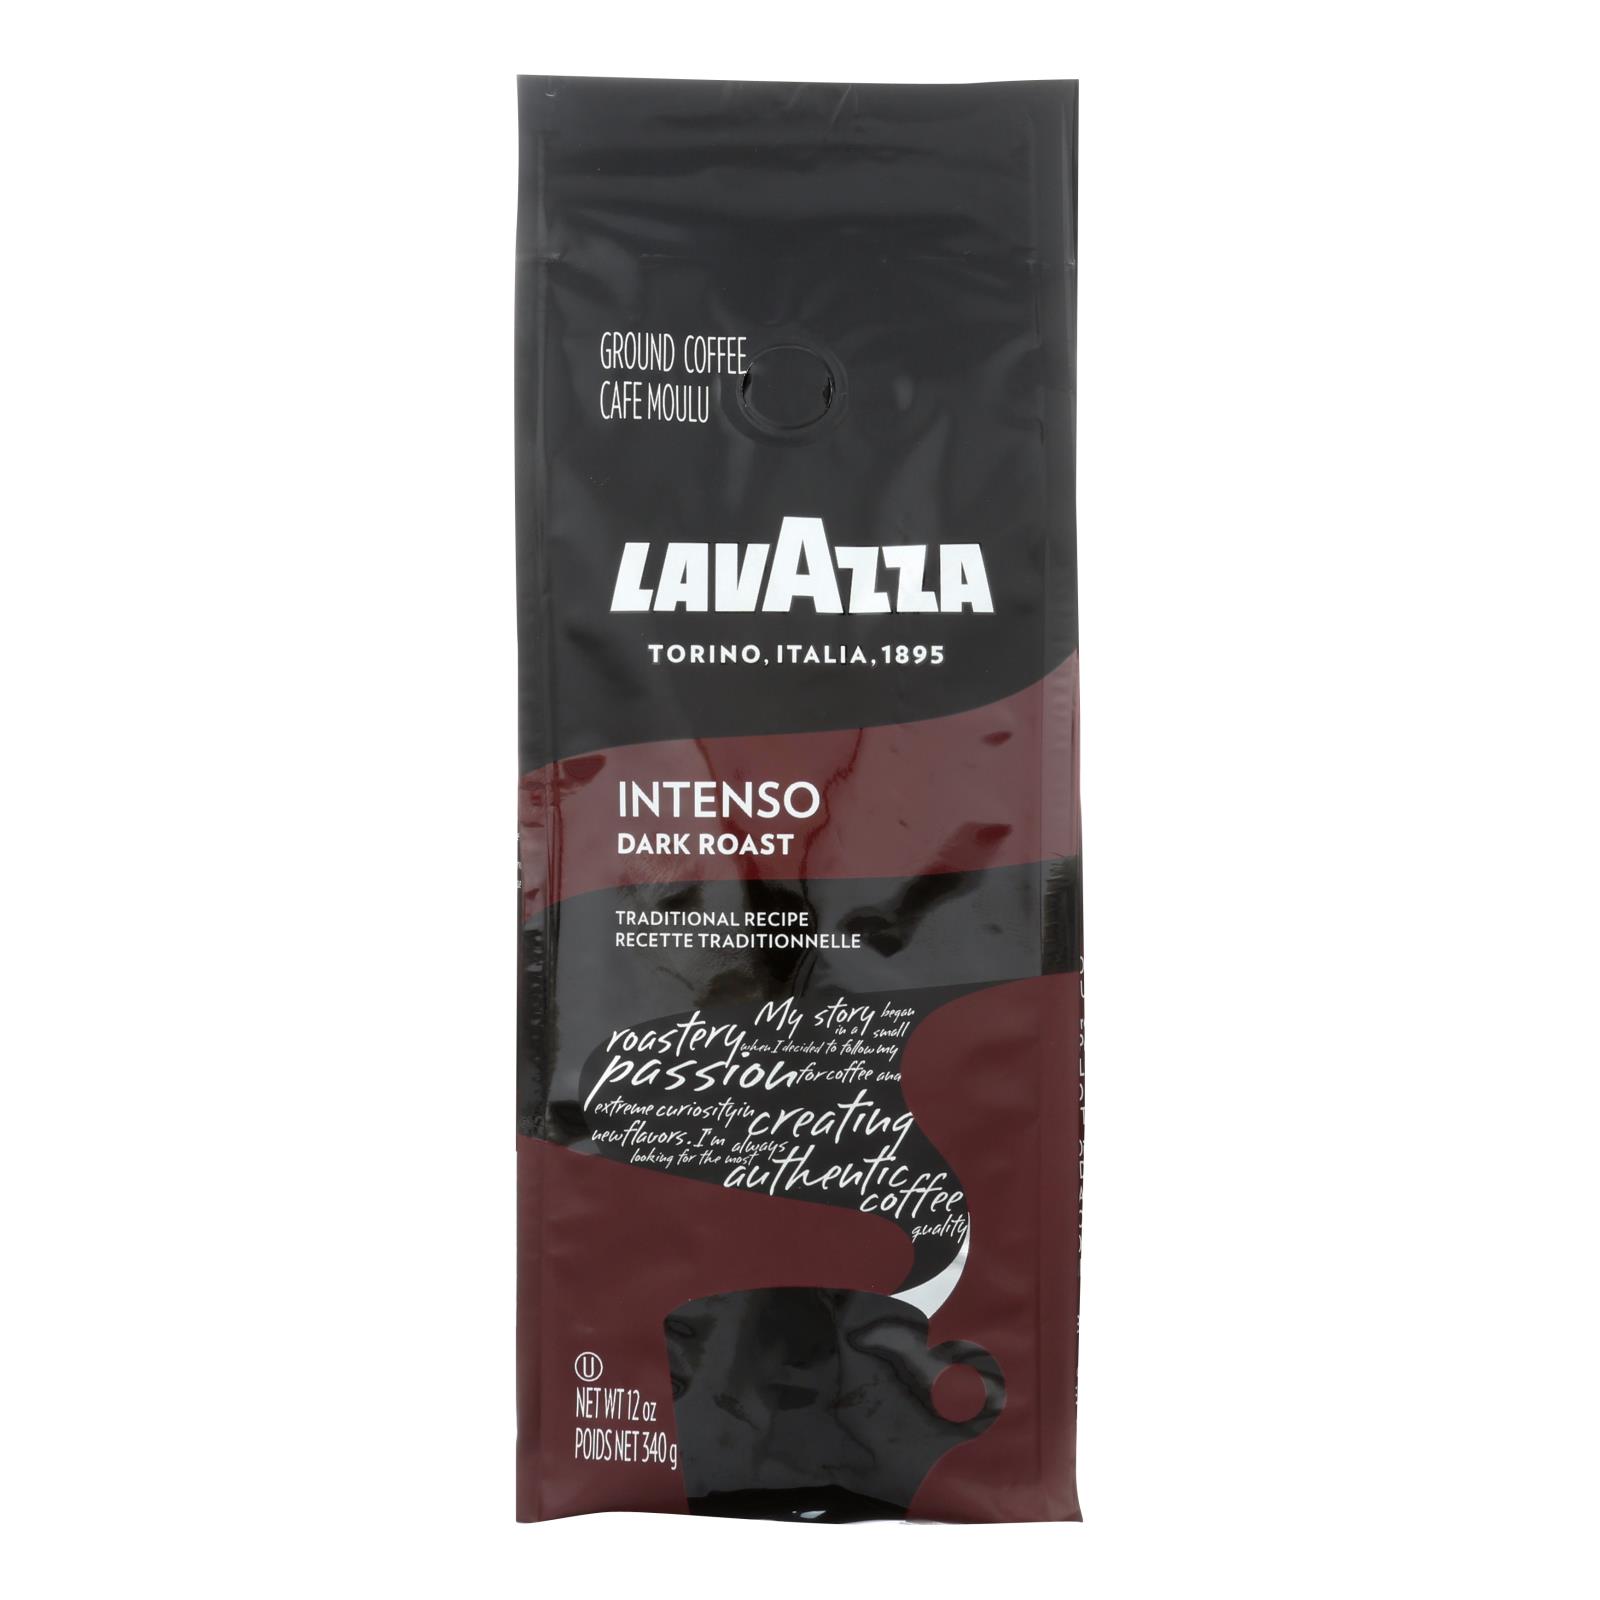 GROUND COFFEE
CAFE MOULU
LAVAZZA
TORINO, ITALIA, 1895
INTENSO
DARK ROAST
TRADITIONAL RECIPE
RECETTE TRADITIONNELLE
My story began
in a small
roastery when I decided to follow my
passion for coffee and
extreme curiosity in creating
new flavors. I'm always
looking for the most
authentic
coffee
quality
U
NET WT 12 oz
POIDS NET 340 g